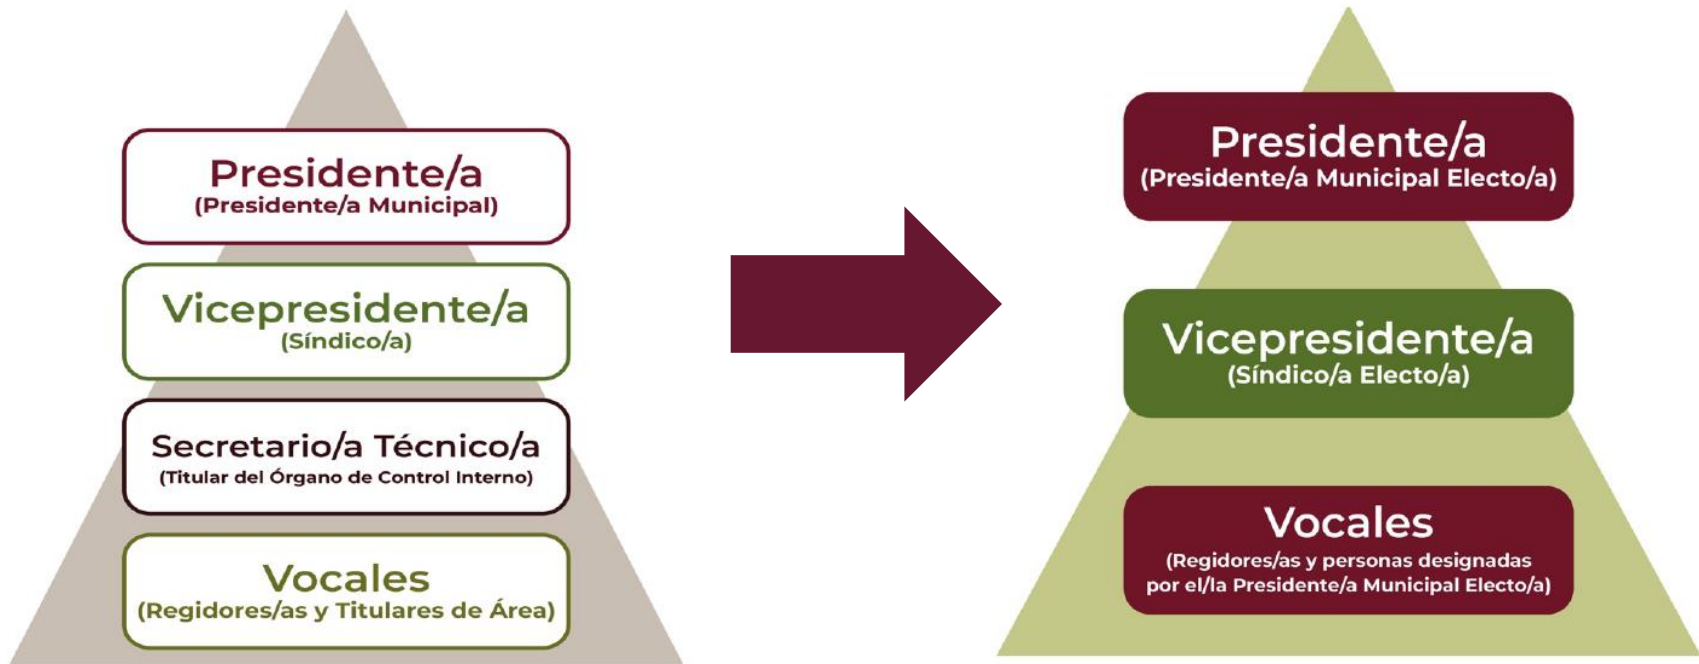 Presidente/a
(Presidente/a Municipal)
Vicepresidente/a
(Síndico/a)
Secretario/a Técnico/a
(Titular del Órgano de Control Interno)
Vocales
(Regidores/as y Titulares de Área)
Presidente/a
(Presidente/a Municipal Electo/a)
Vicepresidente/a
(Síndico/a Electo/a)
Vocales
(Regidores/as y personas designadas
por el/la Presidente/a Municipal Electo/a)